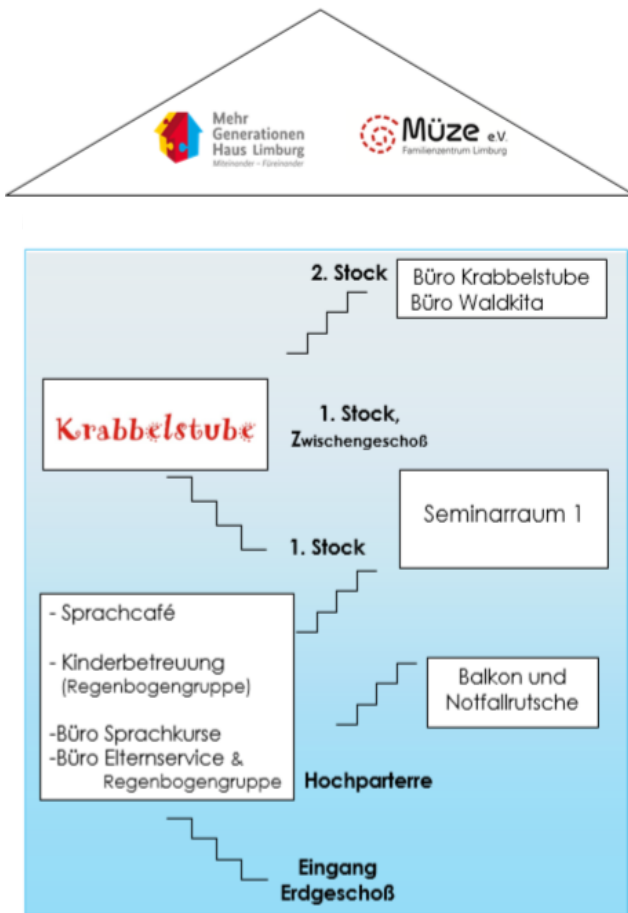 Mehr
Generationen
Haus Limburg
Miteinander – Füreinander
Müze e.V.
Familienzentrum Limburg
2. Stock
Büro Krabbelstube
Büro Waldkita
Krabbelstube
1. Stock,
Zwischengeschoß
Seminarraum 1
1. Stock
- Sprachcafé
- Kinderbetreuung
(Regenbogengruppe)
-Büro Sprachkurse
-Büro Elternservice &
Regenbogengruppe
Balkon und
Notfallrutsche
Hochparterre
Eingang
Erdgeschoß